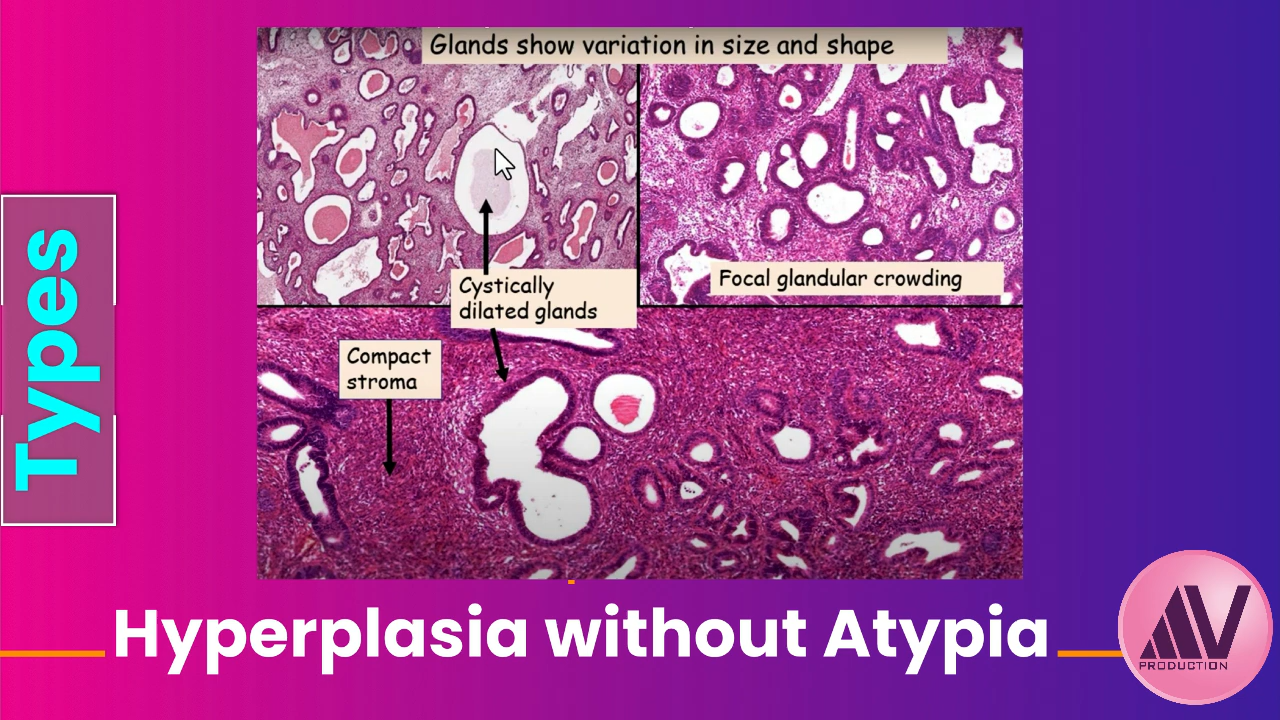 Types
Glands show variation in size and shape
Cystically
dilated glands
Focal glandular crowding
Compact
stroma
Hyperplasia without Atypia
AV
PRODUCTION